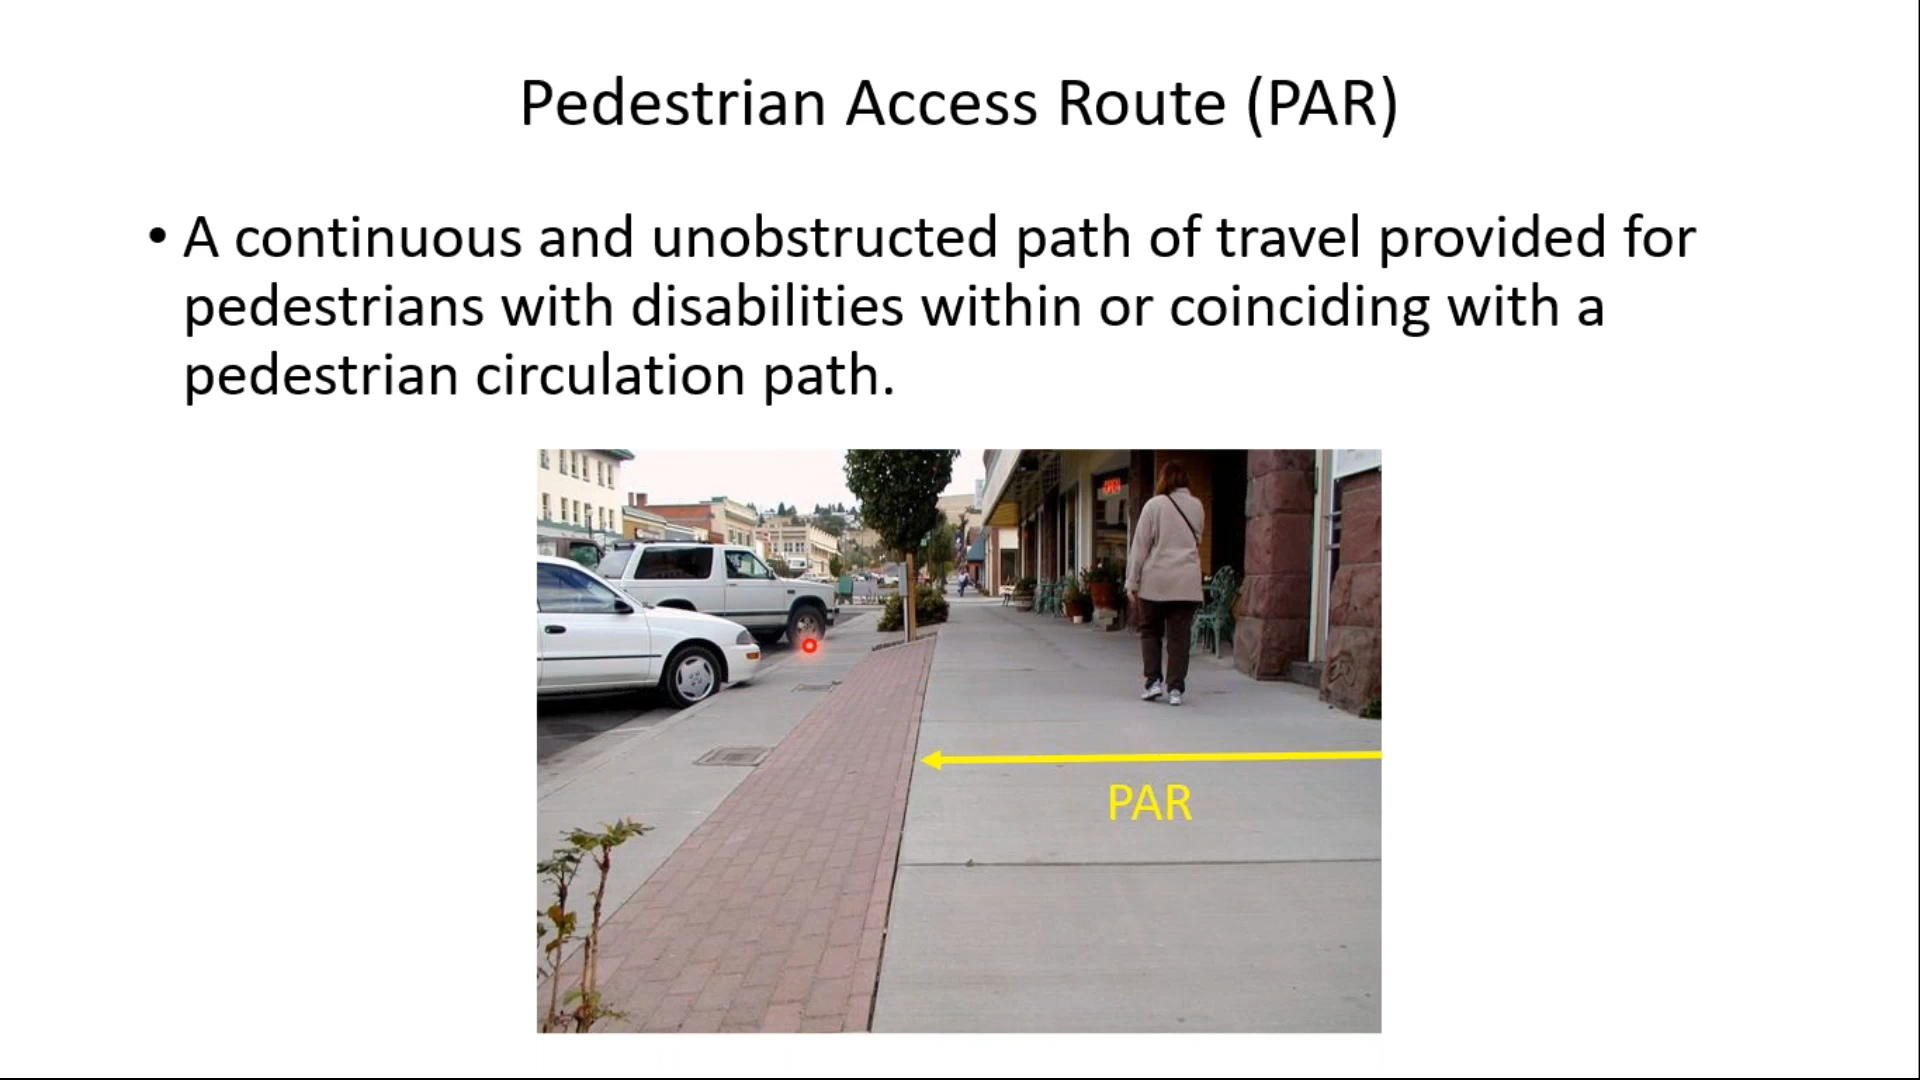 Pedestrian Access Route (PAR)
• A continuous and unobstructed path of travel provided for
pedestrians with disabilities within or coinciding with a
pedestrian circulation path.
OPEN
PAR